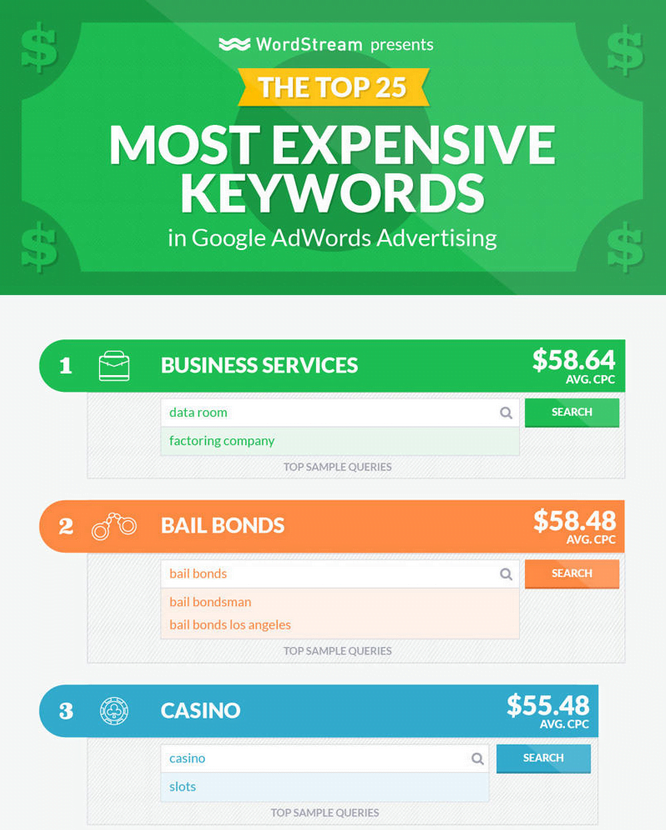 $ $
WordStream presents
THE TOP 25
MOST EXPENSIVE
KEYWORDS
in Google AdWords Advertising
$ $
1 BUSINESS SERVICES $58.64
AVG. CPC
data room SEARCH
factoring company
TOP SAMPLE QUERIES
2 BAIL BONDS $58.48
AVG. CPC
bail bonds SEARCH
bail bondsman
bail bonds los angeles
TOP SAMPLE QUERIES
3 CASINO $55.48
AVG. CPC
casino SEARCH
slots
TOP SAMPLE QUERIES